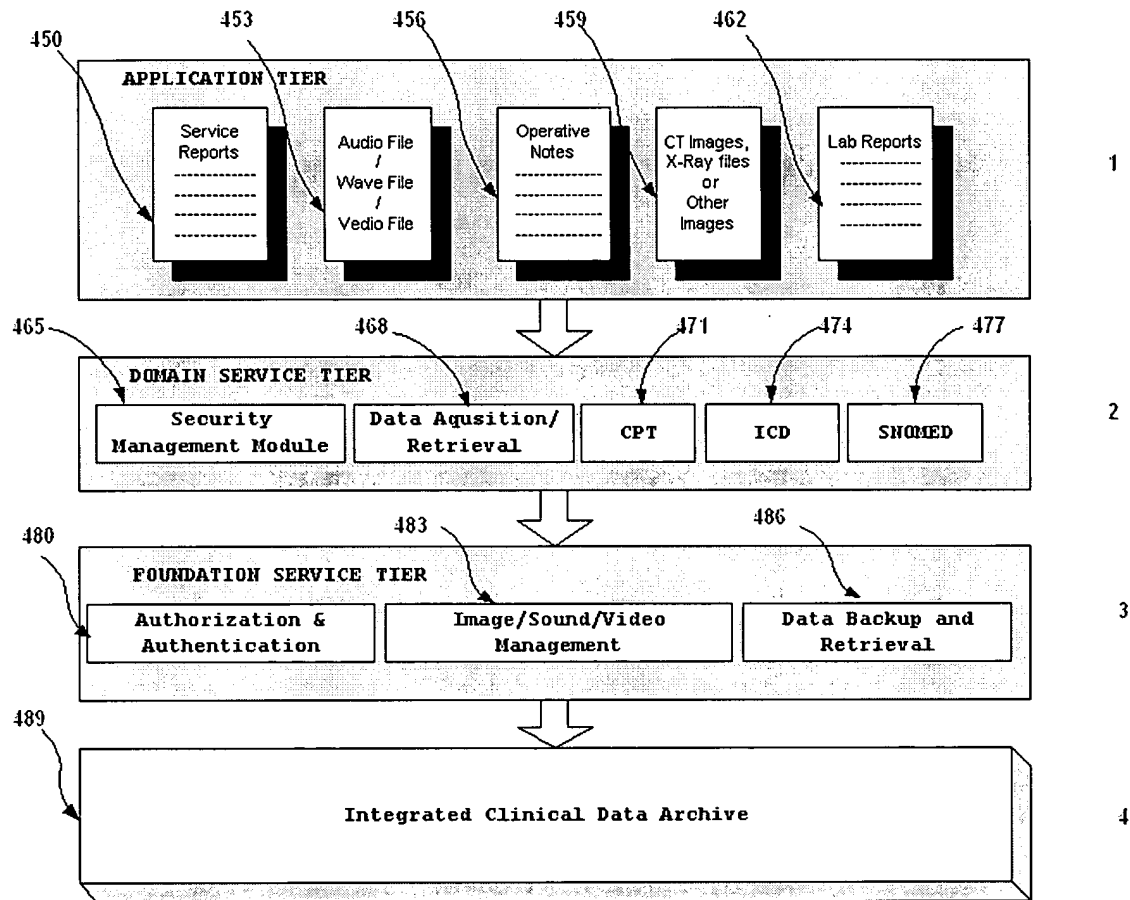 450
453
456
459
462
APPLICATION TIER
Service
Reports
Audio File
/
Wave File
/
Vedio File
Operative
Notes
CT Images,
X-Ray files
or
Other
Images
Lab Reports
1
465
468
471
474
477
DOMAIN SERVICE TIER
Security
Management Module
Data Aqusition/
Retrieval
CPT
ICD
SNOMED
2
480
483
486
FOUNDATION SERVICE TIER
Authorization &
Authentication
Image/Sound/Video
Management
Data Backup and
Retrieval
3
489
Integrated Clinical Data Archive
4